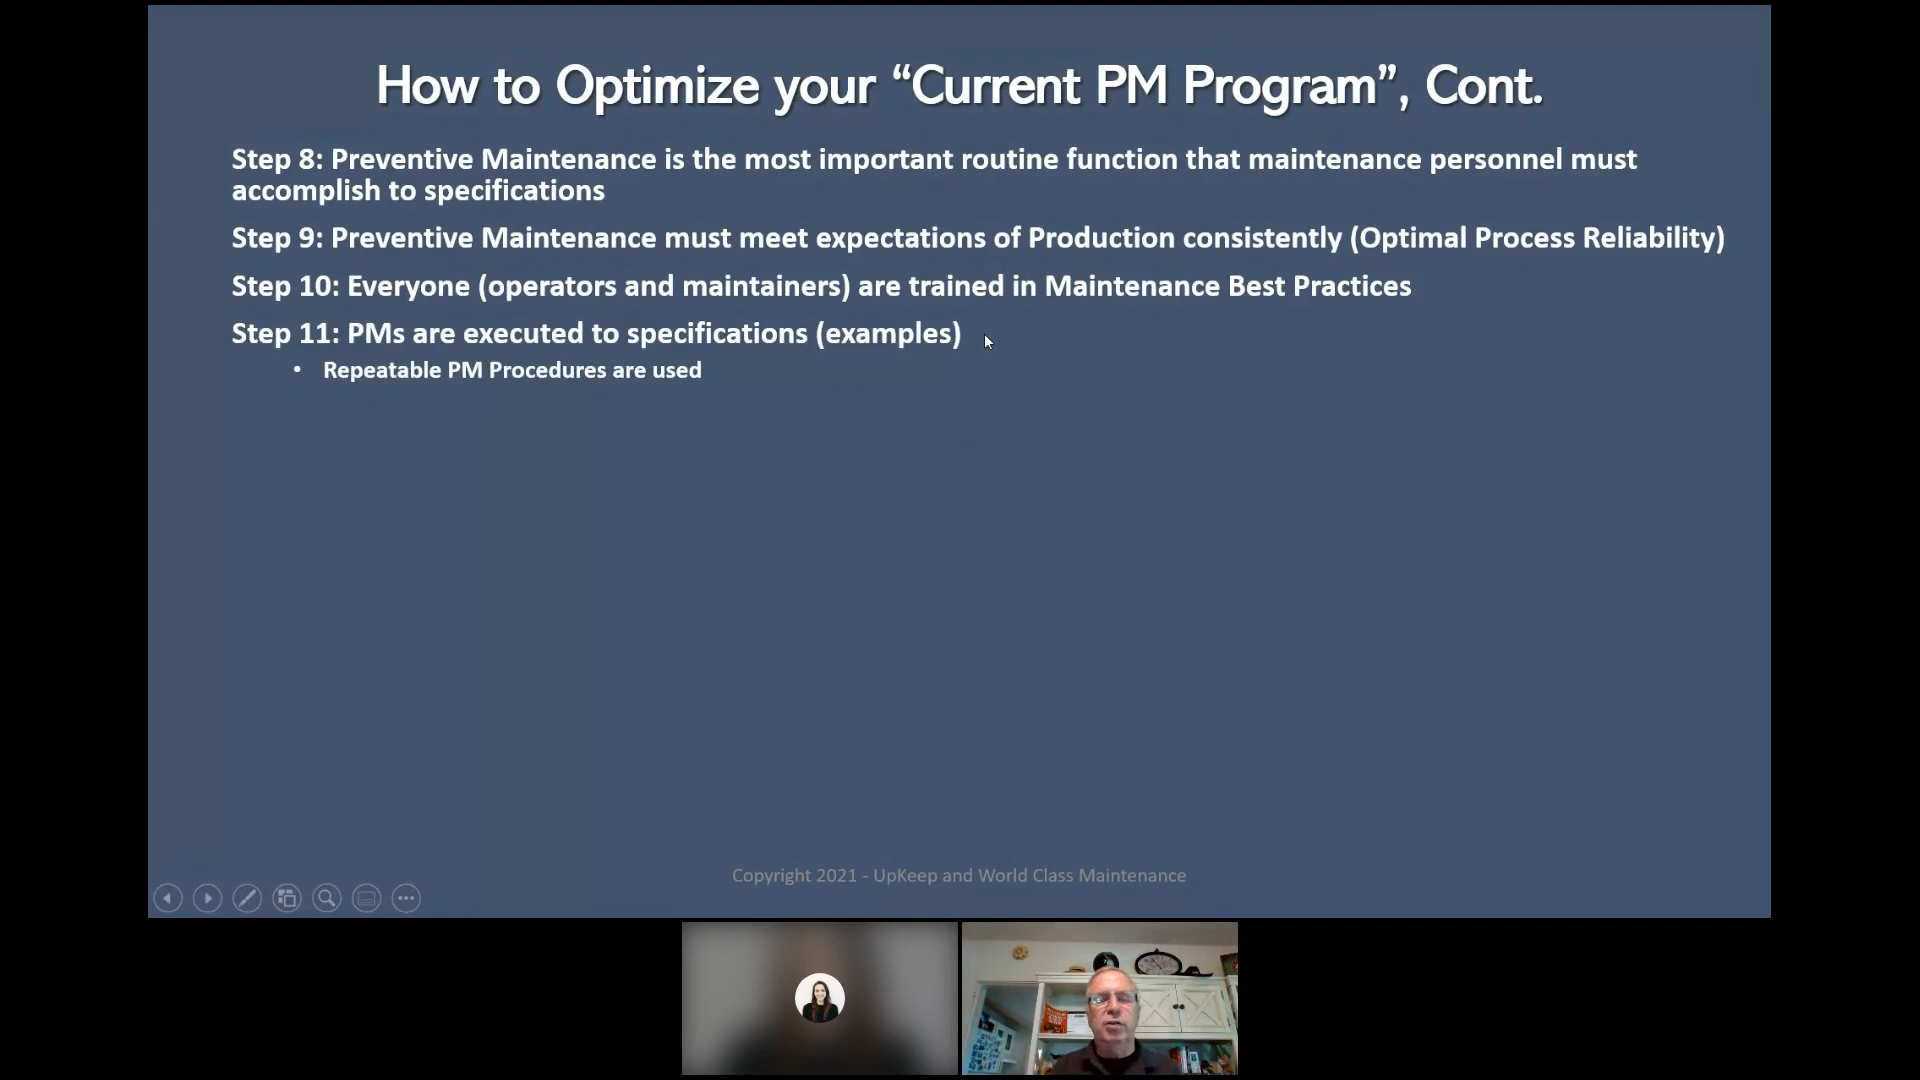 How to Optimize your “Current PM Program”, Cont.
Step 8: Preventive Maintenance is the most important routine function that maintenance personnel must
accomplish to specifications
Step 9: Preventive Maintenance must meet expectations of Production consistently (Optimal Process Reliability)
Step 10: Everyone (operators and maintainers) are trained in Maintenance Best Practices
Step 11: PMs are executed to specifications (examples)
• Repeatable PM Procedures are used
Copyright 2021 - UpKeep and World Class Maintenance